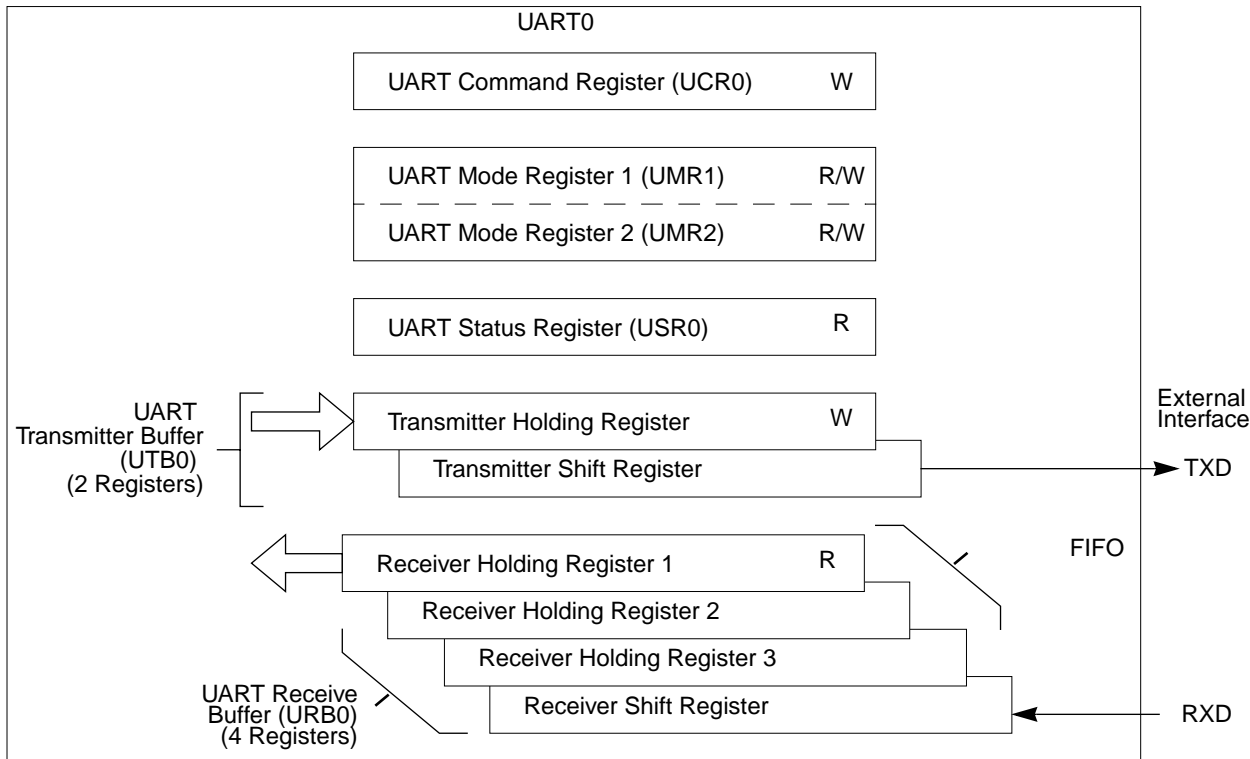 UART0
UART Command Register (UCR0) W
UART Mode Register 1 (UMR1) R/W
UART Mode Register 2 (UMR2) R/W
UART Status Register (USR0) R
UART
Transmitter Buffer
(UTB0)
(2 Registers)
Transmitter Holding Register W
Transmitter Shift Register
External
Interface
TXD
FIFO
Receiver Holding Register 1 R
Receiver Holding Register 2
Receiver Holding Register 3
Receiver Shift Register
UART Receive
Buffer (URB0)
(4 Registers)
RXD